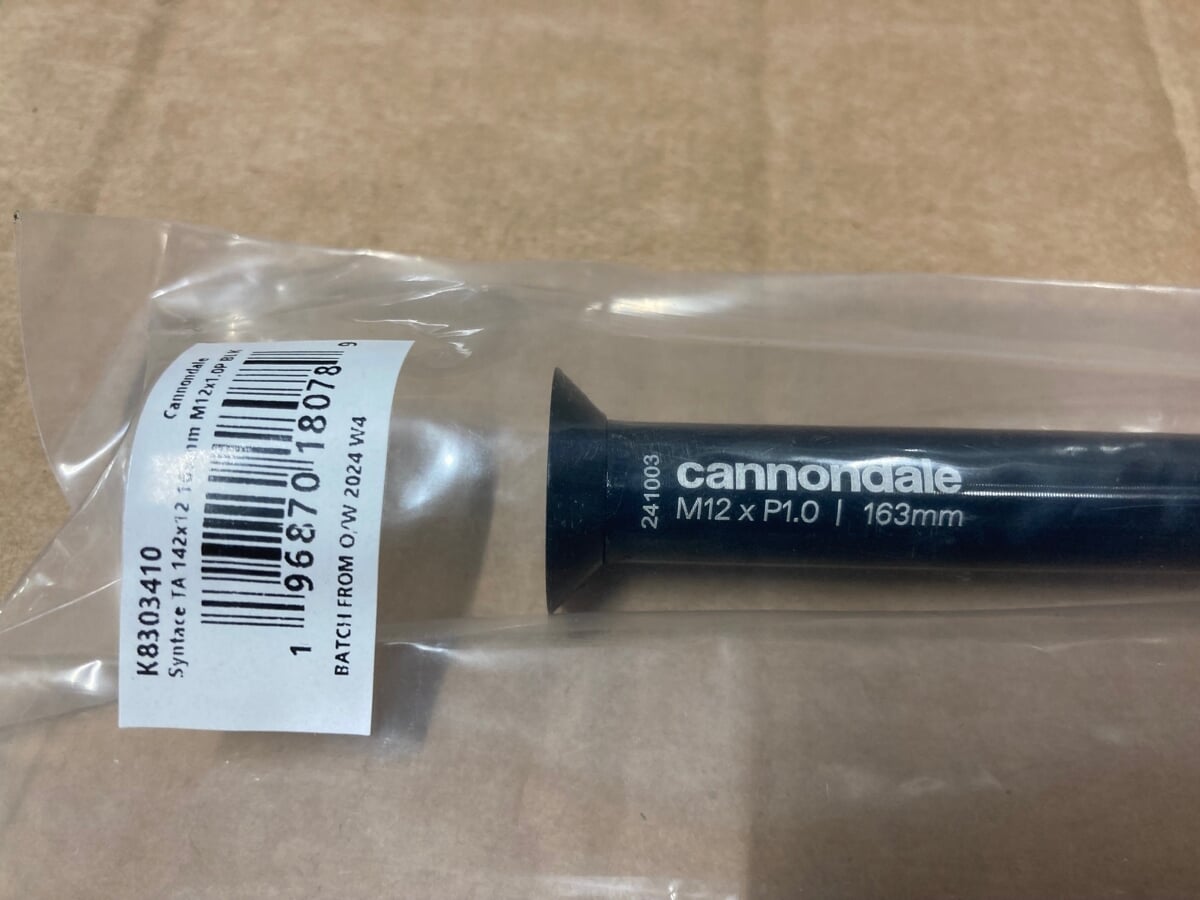 K8303410
Cannondale
Syntace TA 142x12 mm M12x1.0P BLK
1 96870 18078 9
BATCH FROM O/W 2024 W4
241003
cannondale
M12 x P1.0 | 163mm